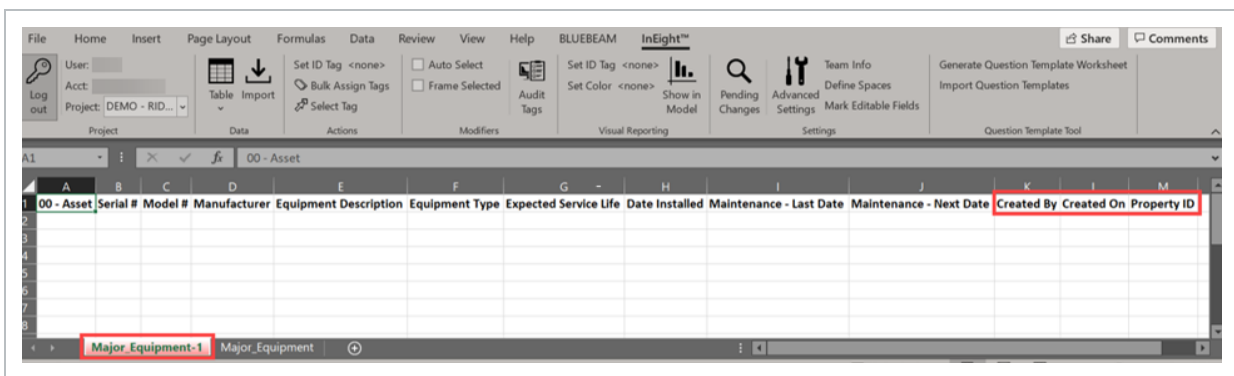 File Home Insert Page Layout Formulas Data Review View Help BLUEBEAM InEight™ Share Comments
User: Set ID Tag <none> Auto Select Set ID Tag <none> Team Info Generate Question Template Worksheet
Acct: Bulk Assign Tags Frame Selected Set Color <none> Define Spaces Import Question Templates
Log out Project: DEMO - RID... Table Import Select Tag Audit Tags Show in Model Pending Changes Advanced Settings Mark Editable Fields
Project Data Actions Modifiers Visual Reporting Settings Question Template Tool
A1 fx 00 - Asset
A B C D E F G H I J K L M
1 00 - Asset Serial # Model # Manufacturer Equipment Description Equipment Type Expected Service Life Date Installed Maintenance - Last Date Maintenance - Next Date Created By Created On Property ID
2
3
4
5
6
7
8
Major_Equipment-1 Major_Equipment